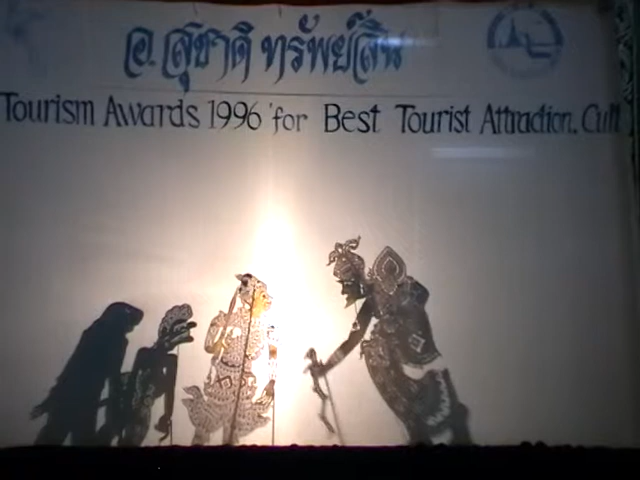 อ. สุชาติ ทรัพย์สิน
Tourism Awards 1996 for Best Tourist Attraction, Cult